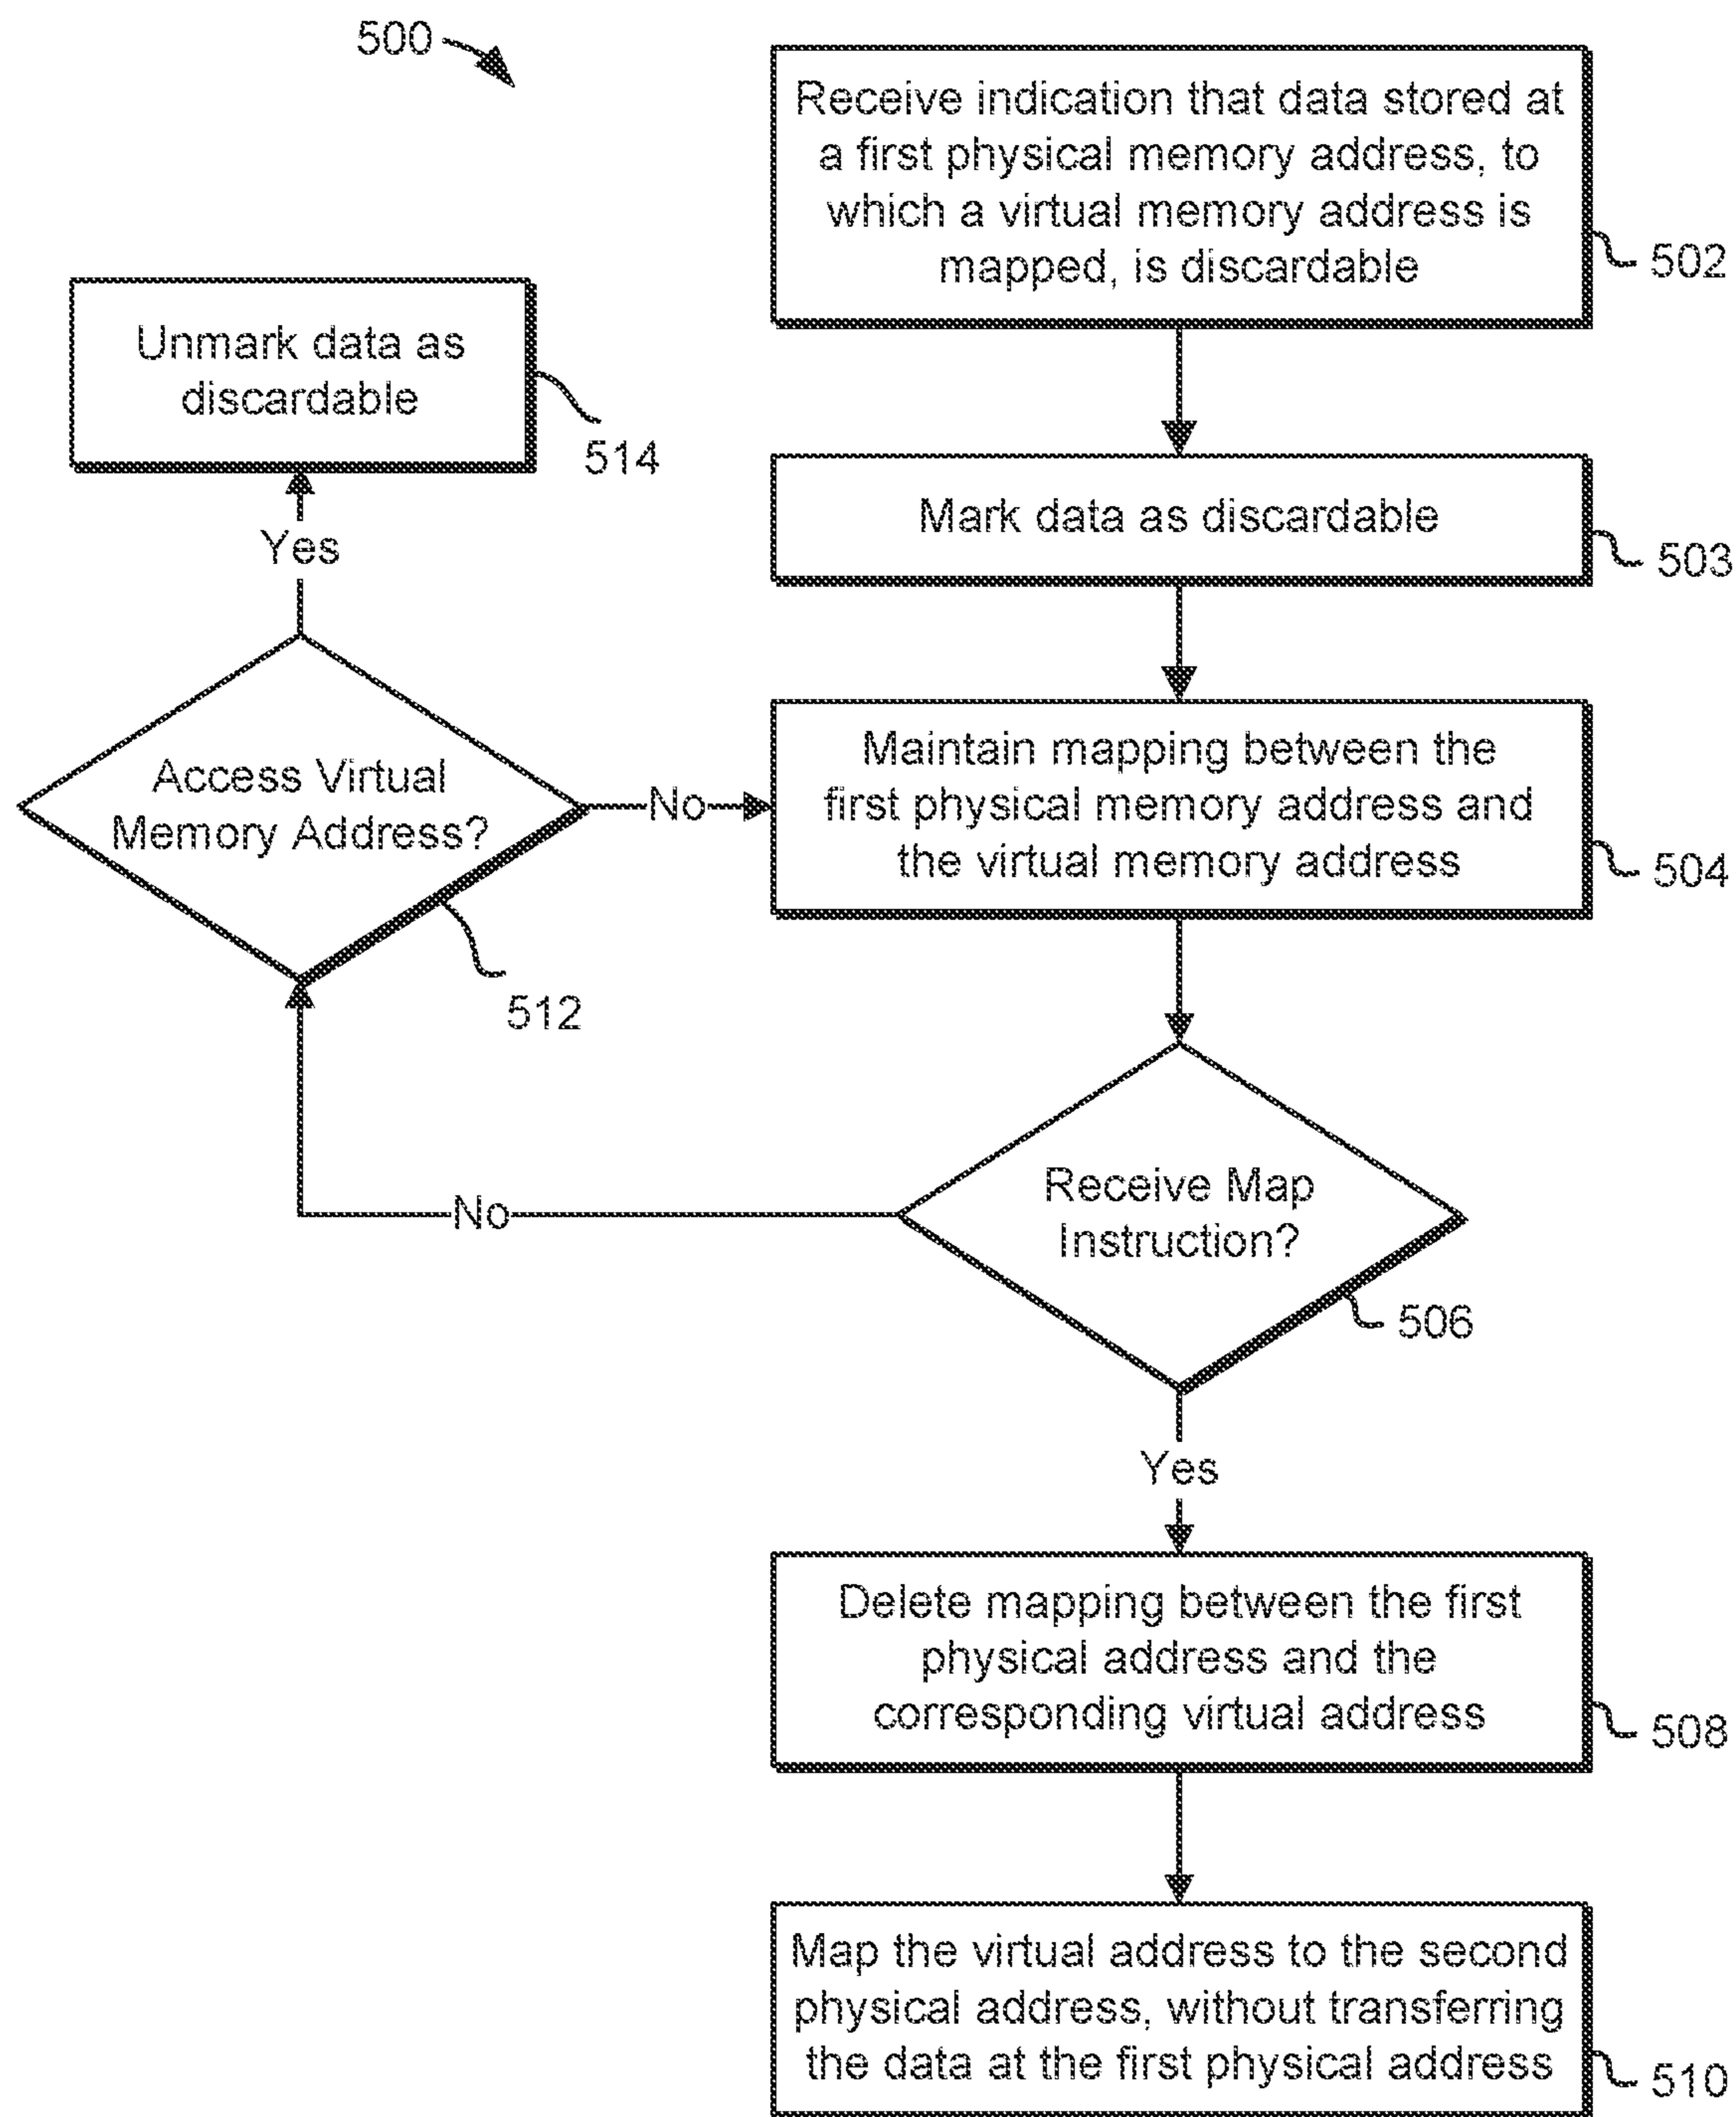 500
Receive indication that data stored at
a first physical memory address, to
which a virtual memory address is
mapped, is discardable
502
Unmark data as
discardable
514
Mark data as discardable
503
Yes
Access Virtual
Memory Address?
512
No
Maintain mapping between the
first physical memory address and
the virtual memory address
504
Receive Map
Instruction?
506
No
Yes
Delete mapping between the first
physical address and the
corresponding virtual address
508
Map the virtual address to the second
physical address, without transferring
the data at the first physical address
510